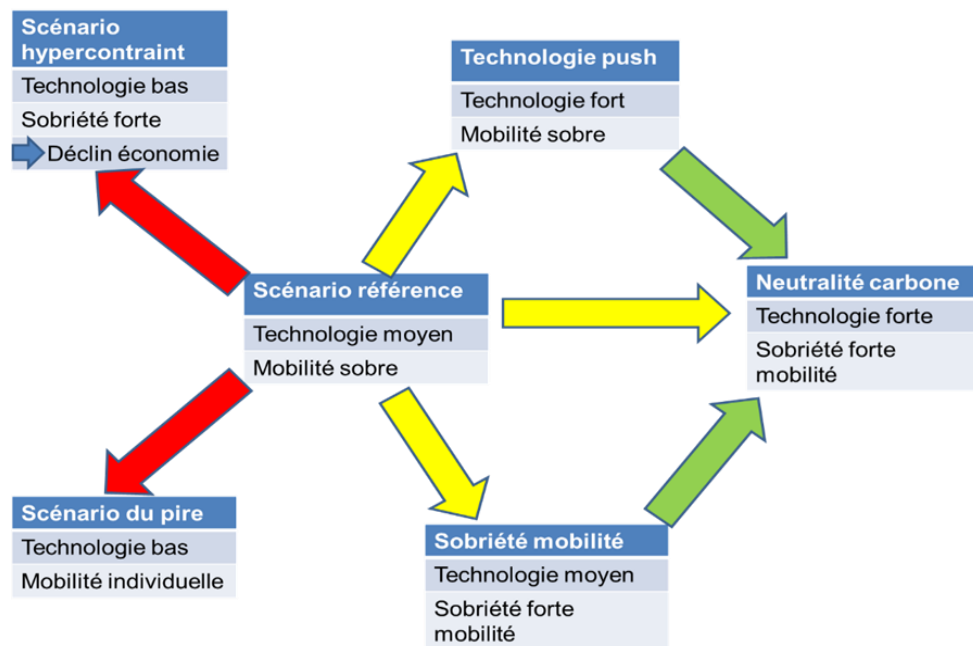 Scénario
hypercontraint
Technologie bas
Sobriété forte
Déclin économie
Technologie push
Technologie fort
Mobilité sobre
Scénario référence
Technologie moyen
Mobilité sobre
Neutralité carbone
Technologie forte
Sobriété forte
mobilité
Scénario du pire
Technologie bas
Mobilité individuelle
Sobriété mobilité
Technologie moyen
Sobriété forte
mobilité